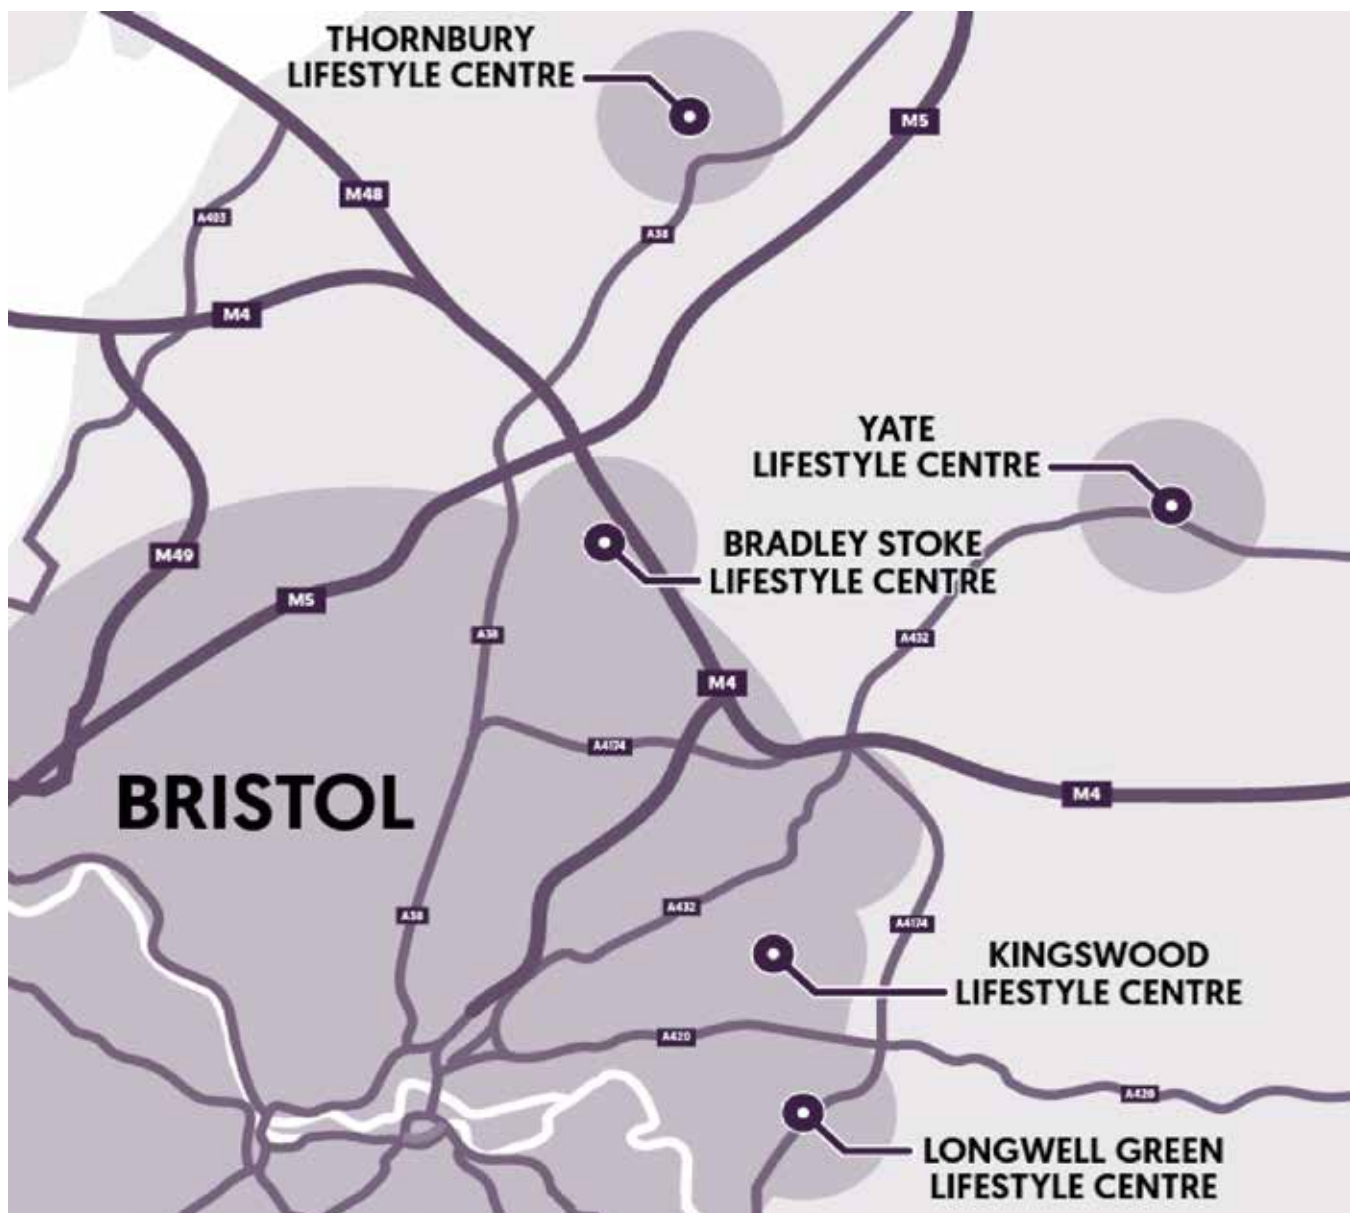 THORNBURY
LIFESTYLE CENTRE
M5
M48
A403
A38
M4
YATE
LIFESTYLE CENTRE
BRADLEY STOKE
LIFESTYLE CENTRE
M49
M5
A38
A432
M4
A4174
BRISTOL
M4
A432
A38
A4174
KINGSWOOD
LIFESTYLE CENTRE
A420
A420
LONGWELL GREEN
LIFESTYLE CENTRE